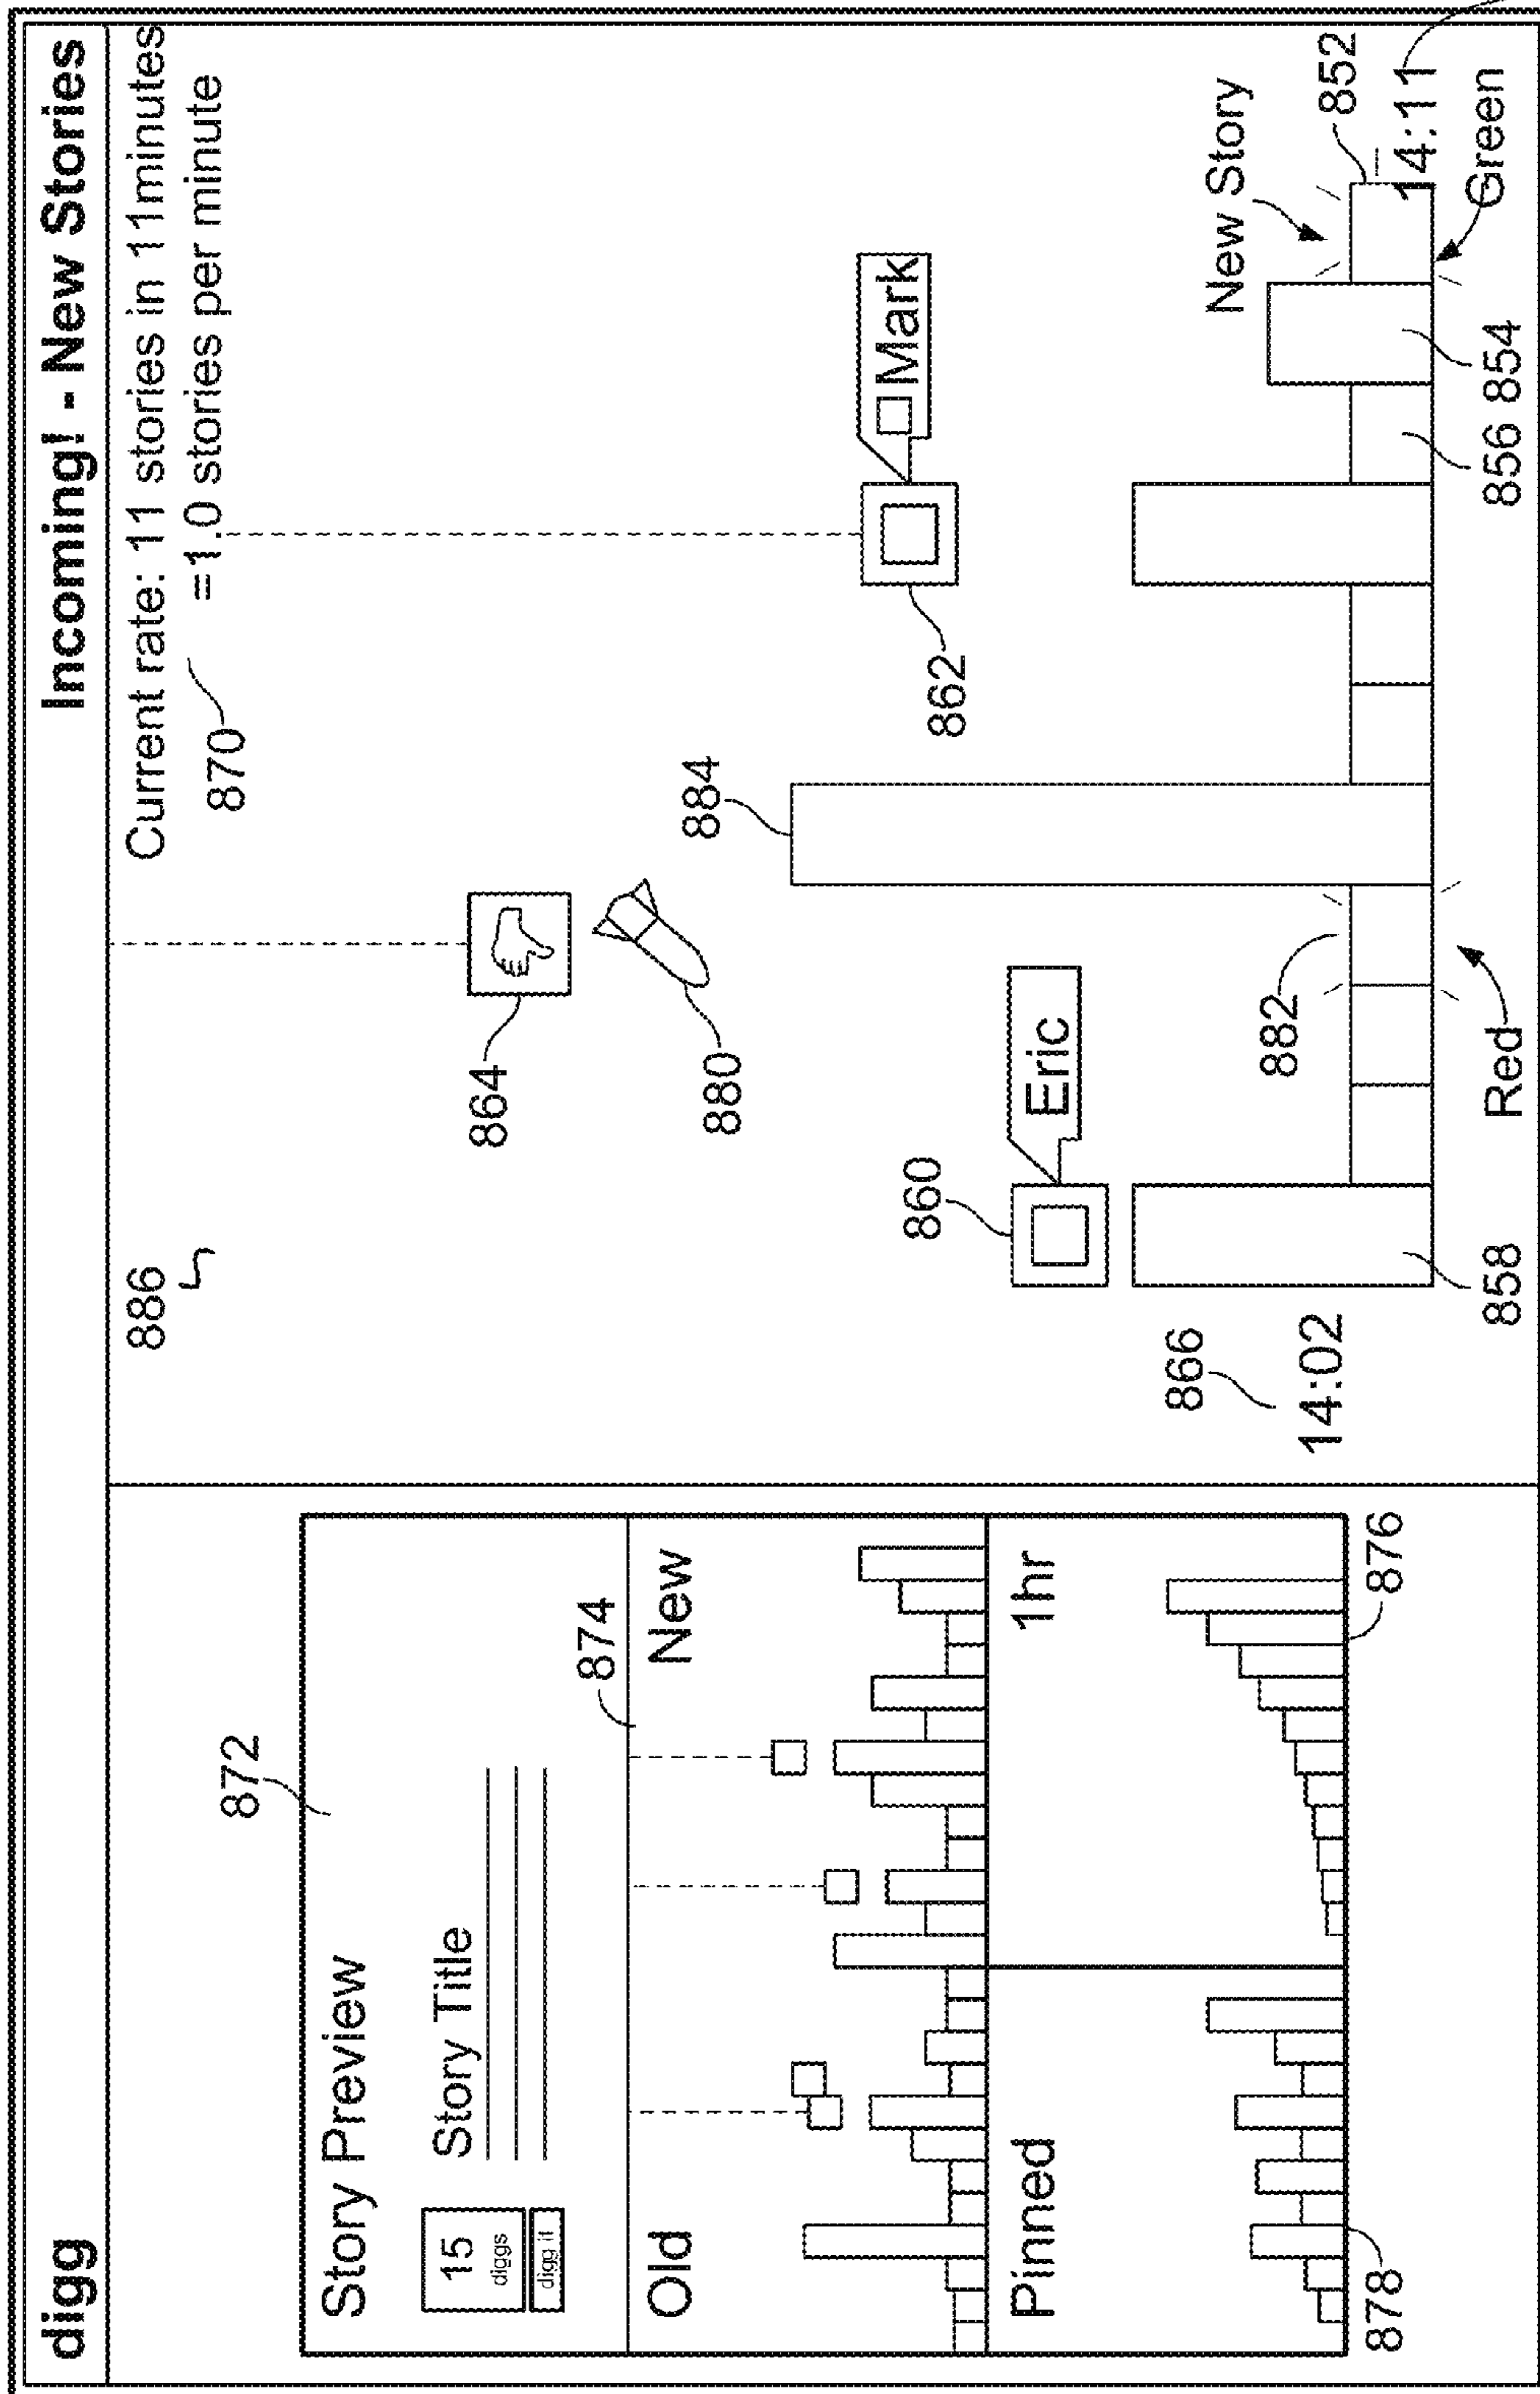 digg
Incoming! - New Stories
872
Story Preview
15
diggs
digg it
Story Title
874
Old
New
Pinned
1hr
878
876
886
Current rate: 11 stories in 11minutes
870
=1.0 stories per minute
864
880
884
862
Mark
860
Eric
866
14:02
882
New Story
852
14:11
858
Red
856
854
Green